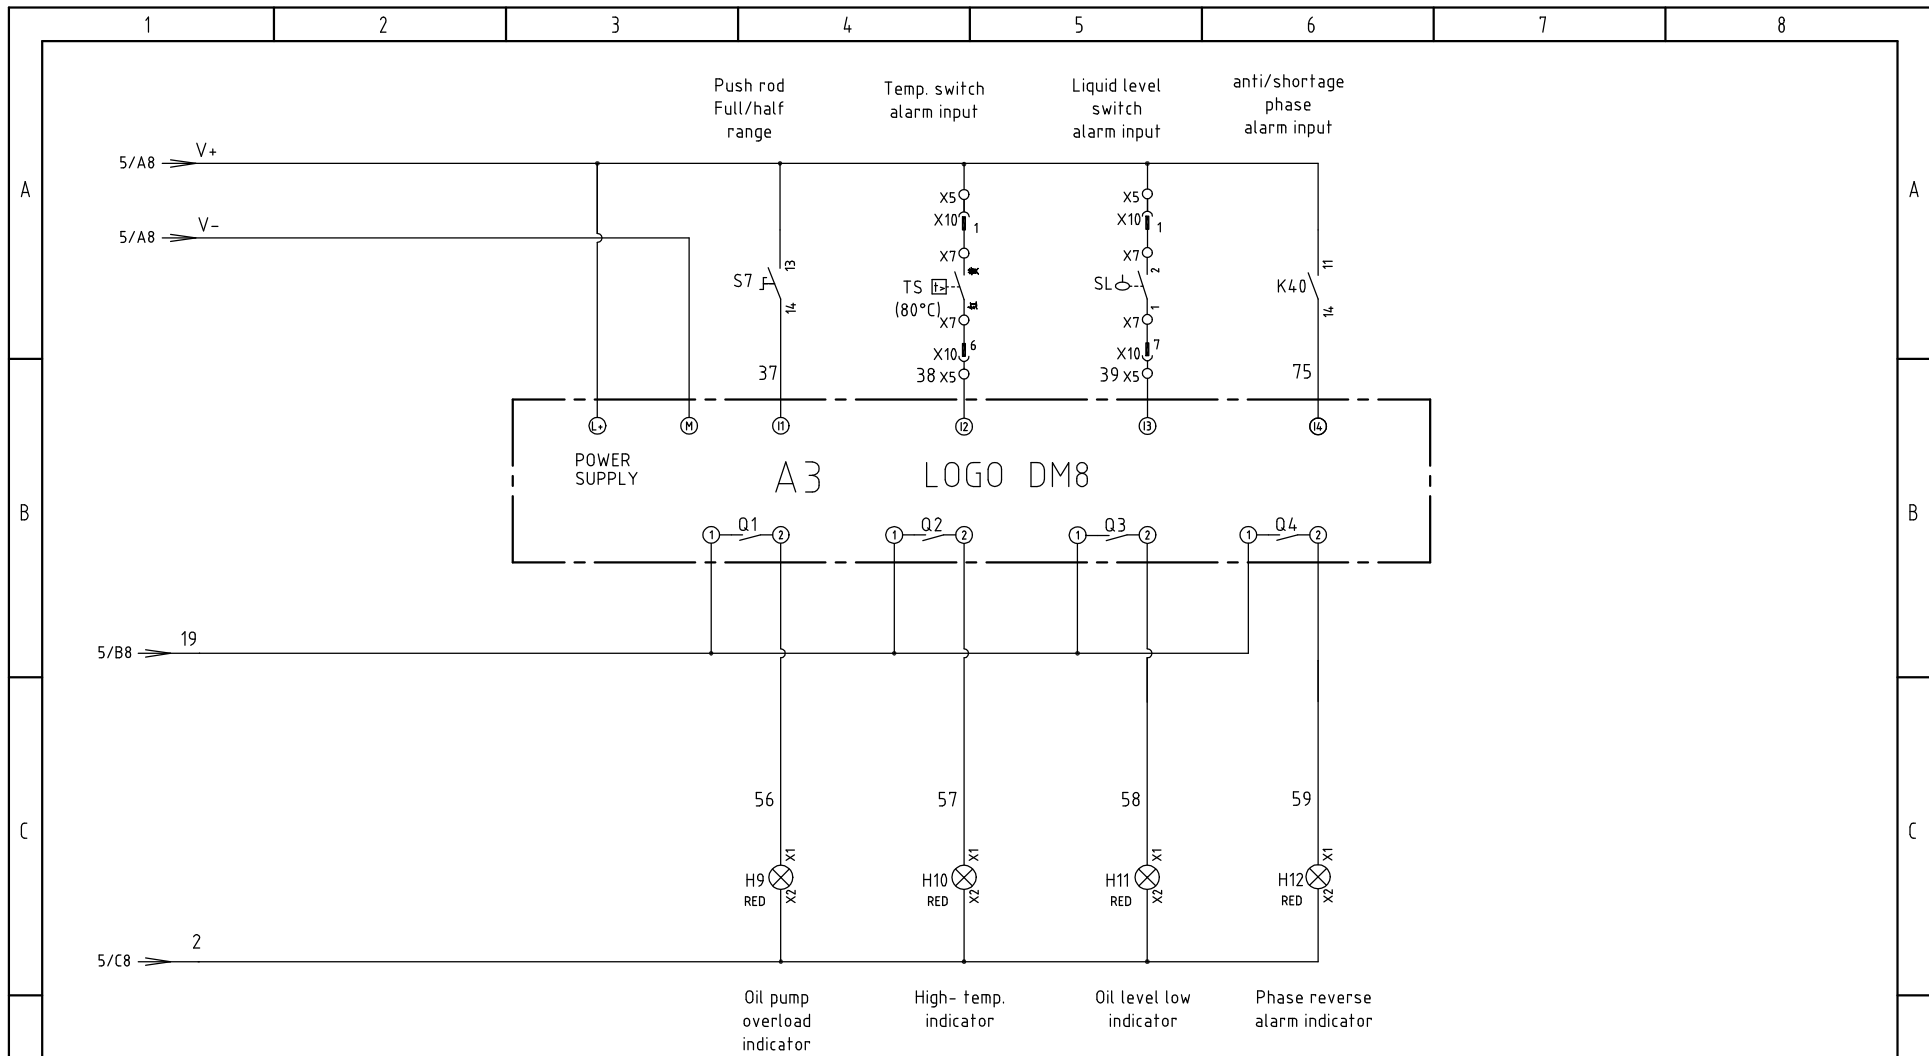 1 2 3 4 5 6 7 8
Push rod
Full/half
range
Temp. switch
alarm input
Liquid level
switch
alarm input
anti/shortage
phase
alarm input
5/A8 V+
A A
5/A8 V-
X5 X5
X10 1 X10 1
X7 X7
S7 13 14
TS t>
(80°C)
SL 2 1
K40 11 14
X7 X7
X10 6 X10 7
37 38 X5 39 X5 75
L+ M I1 I2 I3 I4
POWER
SUPPLY
A3 LOGO DM8
B B
1 Q1 2 1 Q2 2 1 Q3 2 1 Q4 2
5/B8 19
56 57 58 59
C C
X1 X1 X1 X1
H9 H10 H11 H12
RED RED RED RED
X2 X2 X2 X2
5/C8 2
Oil pump
overload
indicator
High- temp.
indicator
Oil level low
indicator
Phase reverse
alarm indicator